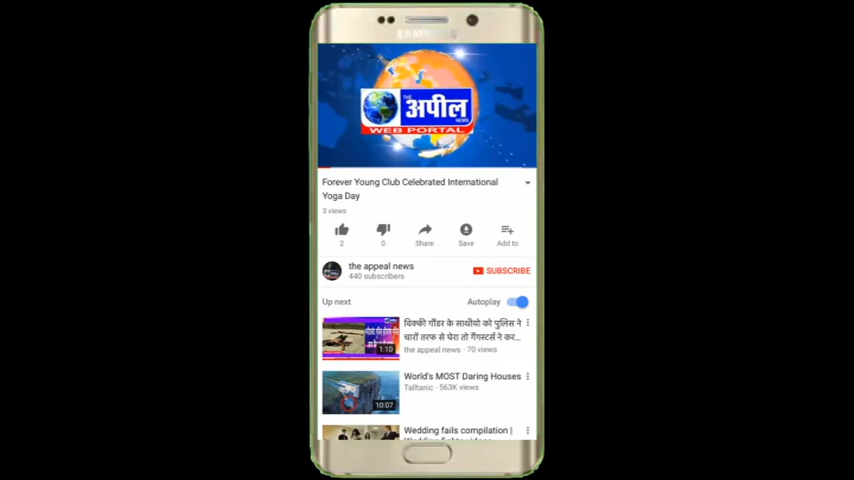 SAMSUNG
THE
अपील
NEWS
WEB PORTAL
Forever Young Club Celebrated International
Yoga Day
3 views
2
0
Share
Save
Add to
the appeal news
440 subscribers
SUBSCRIBE
Up next
Autoplay
विक्की गौंडर के साथीयो को पुलिस ने
चारों तरफ से घेरा तो गैंगस्टर्स ने कर...
the appeal news · 70 views
1:10
World's MOST Daring Houses
Talltanic · 563K views
10:07
Wedding fails compilation |